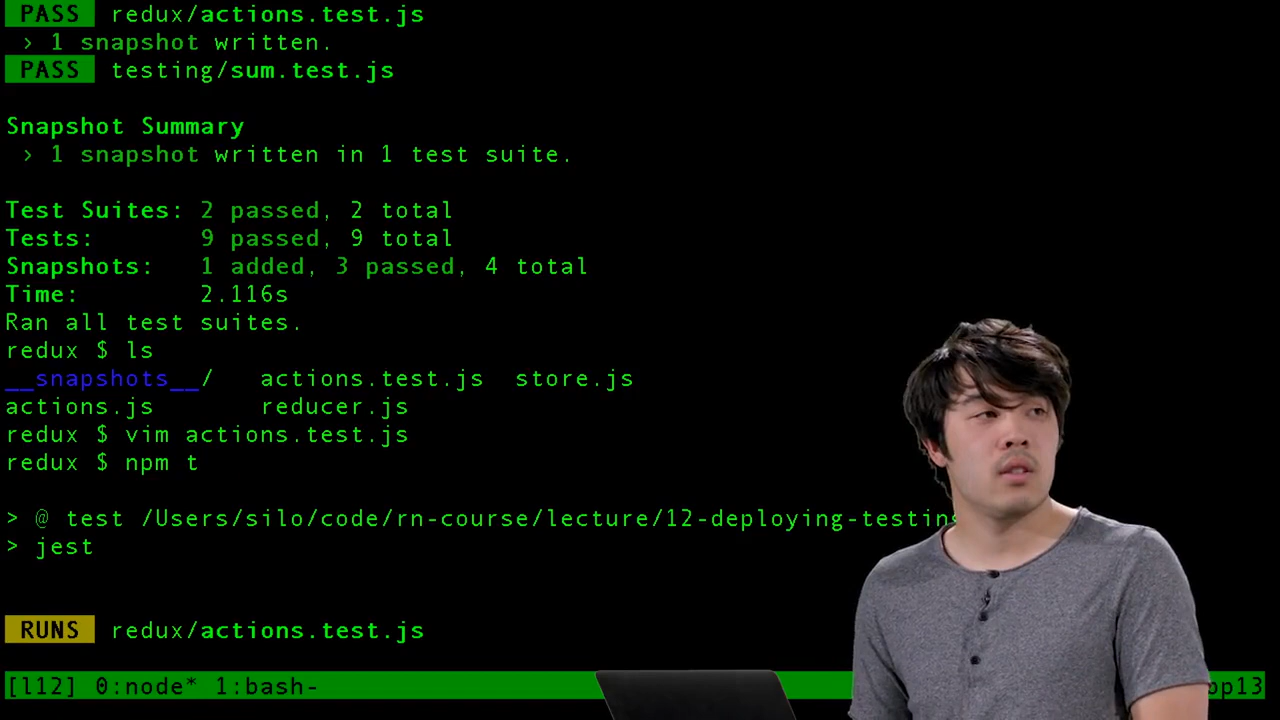 PASS redux/actions.test.js
› 1 snapshot written.
PASS testing/sum.test.js
Snapshot Summary
› 1 snapshot written in 1 test suite.
Test Suites: 2 passed, 2 total
Tests: 9 passed, 9 total
Snapshots: 1 added, 3 passed, 4 total
Time: 2.116s
Ran all test suites.
redux $ ls
__snapshots__/ actions.test.js store.js
actions.js reducer.js
redux $ vim actions.test.js
redux $ npm t
> @ test /Users/silo/code/rn-course/lecture/12-deploying-testing
> jest
RUNS redux/actions.test.js
[l12] 0:node* 1:bash-